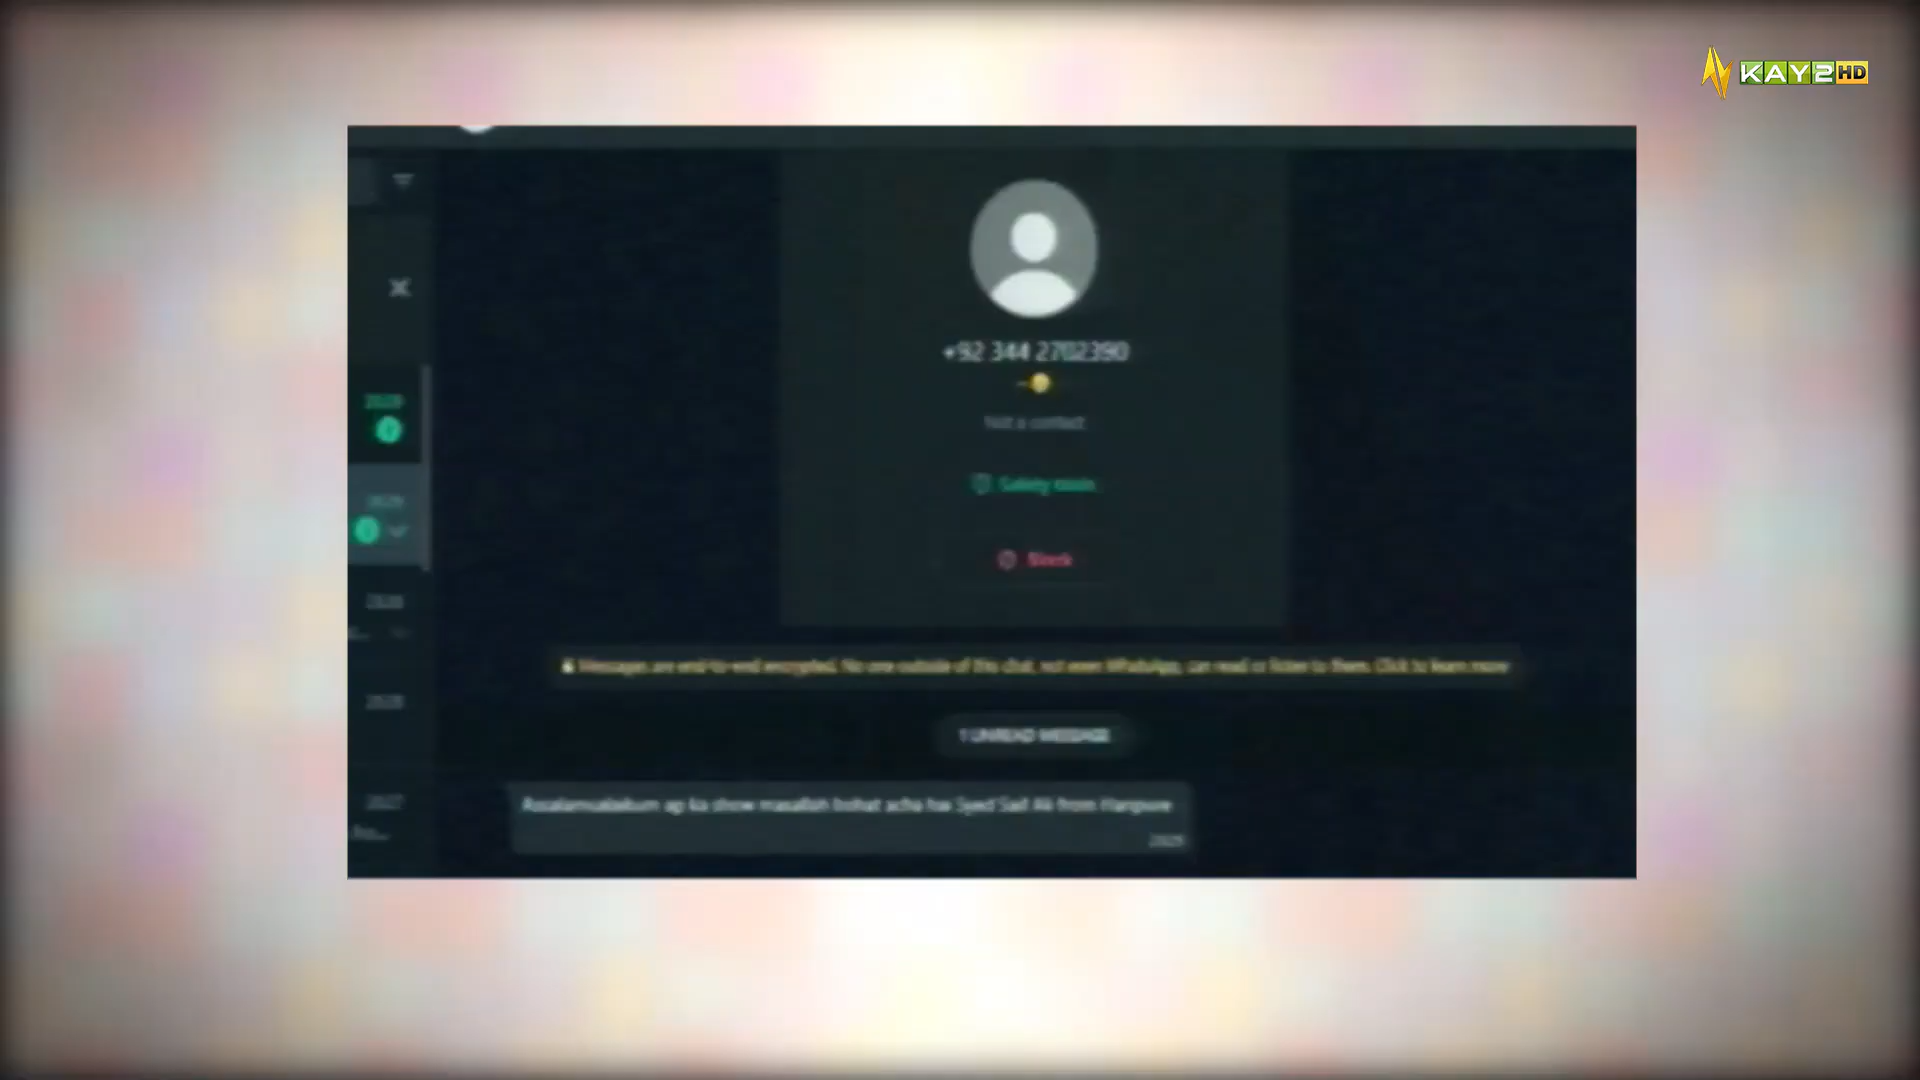 KAY2 HD
+92 344 2702390
Not a contact
Safety tools
Block
Messages are end-to-end encrypted. No one outside of this chat, not even WhatsApp, can read or listen to them. Click to learn more
1 UNREAD MESSAGE
Assalamualaikum ap ka show masallah bohat acha hai Syed Saif Ali from Haripure